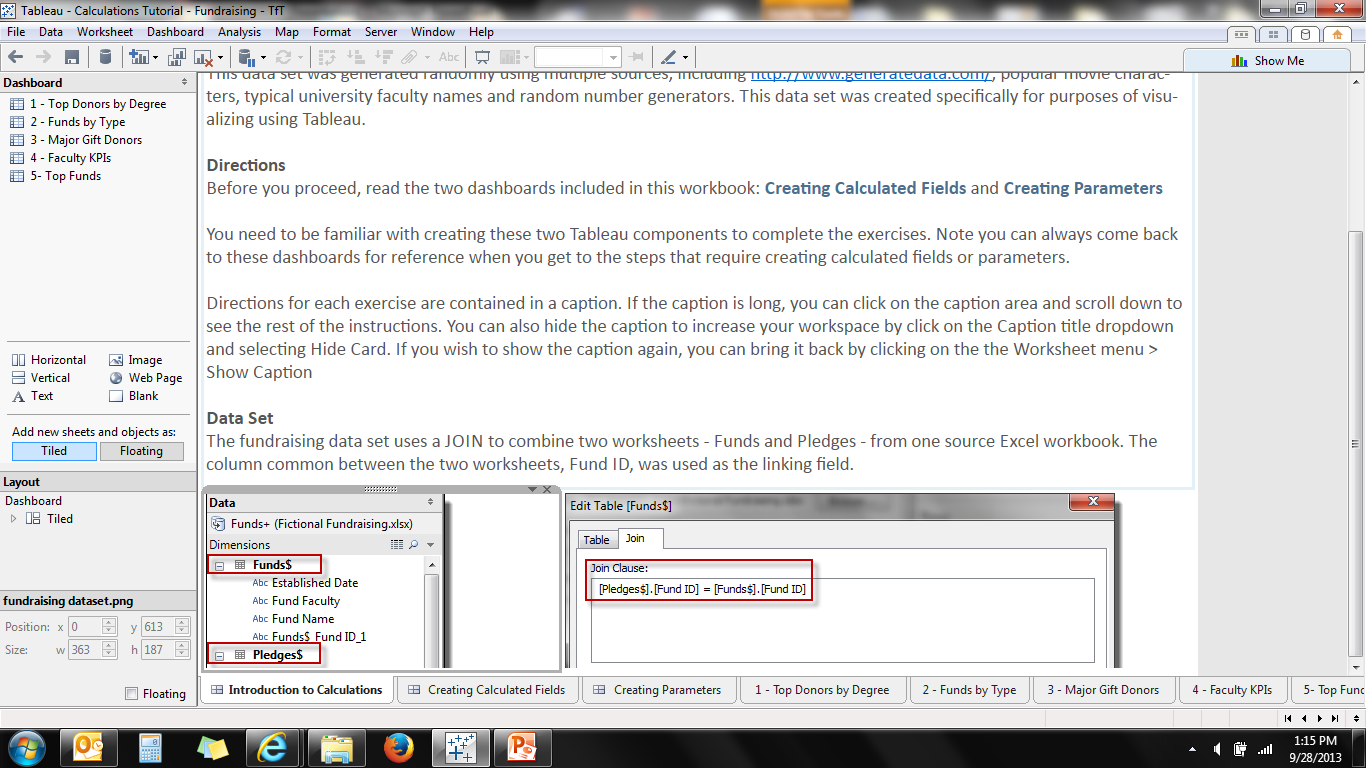 Tableau - Calculations Tutorial - Fundraising - TfT
File Data Worksheet Dashboard Analysis Map Format Server Window Help
Abc
Show Me
Dashboard
1 - Top Donors by Degree
2 - Funds by Type
3 - Major Gift Donors
4 - Faculty KPIs
5- Top Funds
Horizontal Image
Vertical Web Page
Text Blank
Add new sheets and objects as:
Tiled Floating
Layout
Dashboard
Tiled
fundraising dataset.png
Position: x 0 y 613
Size: w 363 h 187
Floating
This data set was generated randomly using multiple sources, including http://www.generatedata.com/, popular movie charac-
ters, typical university faculty names and random number generators. This data set was created specifically for purposes of visu-
alizing using Tableau.
Directions
Before you proceed, read the two dashboards included in this workbook: Creating Calculated Fields and Creating Parameters
You need to be familiar with creating these two Tableau components to complete the exercises. Note you can always come back
to these dashboards for reference when you get to the steps that require creating calculated fields or parameters.
Directions for each exercise are contained in a caption. If the caption is long, you can click on the caption area and scroll down to
see the rest of the instructions. You can also hide the caption to increase your workspace by click on the Caption title dropdown
and selecting Hide Card. If you wish to show the caption again, you can bring it back by clicking on the the Worksheet menu >
Show Caption
Data Set
The fundraising data set uses a JOIN to combine two worksheets - Funds and Pledges - from one source Excel workbook. The
column common between the two worksheets, Fund ID, was used as the linking field.
Data
Funds+ (Fictional Fundraising.xlsx)
Dimensions
Funds$
Abc Established Date
Abc Fund Faculty
Abc Fund Name
Abc Funds$_Fund ID_1
Pledges$
Edit Table [Funds$]
Table Join
Join Clause:
[Pledges$].[Fund ID] = [Funds$].[Fund ID]
Introduction to Calculations Creating Calculated Fields Creating Parameters 1 - Top Donors by Degree 2 - Funds by Type 3 - Major Gift Donors 4 - Faculty KPIs 5- Top Func
1:15 PM
9/28/2013